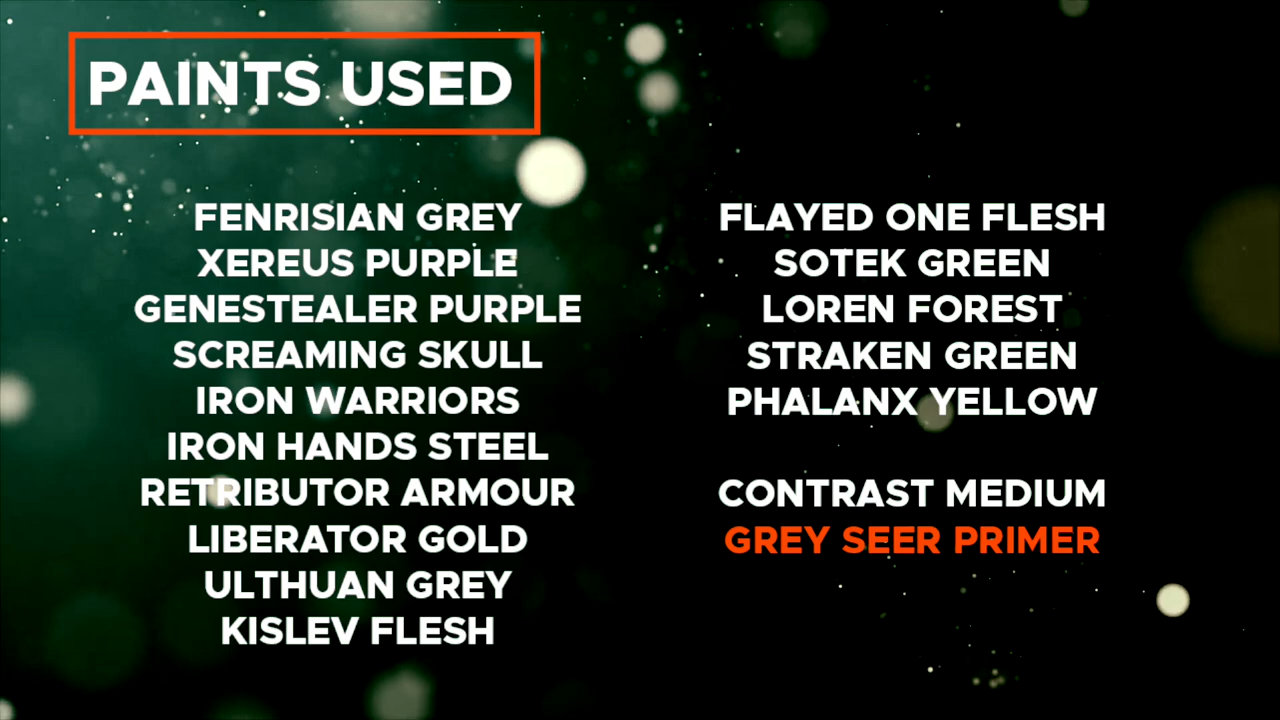 PAINTS USED
FENRISIAN GREY
XEREUS PURPLE
GENESTEALER PURPLE
SCREAMING SKULL
IRON WARRIORS
IRON HANDS STEEL
RETRIBUTOR ARMOUR
LIBERATOR GOLD
ULTHUAN GREY
KISLEV FLESH
FLAYED ONE FLESH
SOTEK GREEN
LOREN FOREST
STRAKEN GREEN
PHALANX YELLOW
CONTRAST MEDIUM
GREY SEER PRIMER